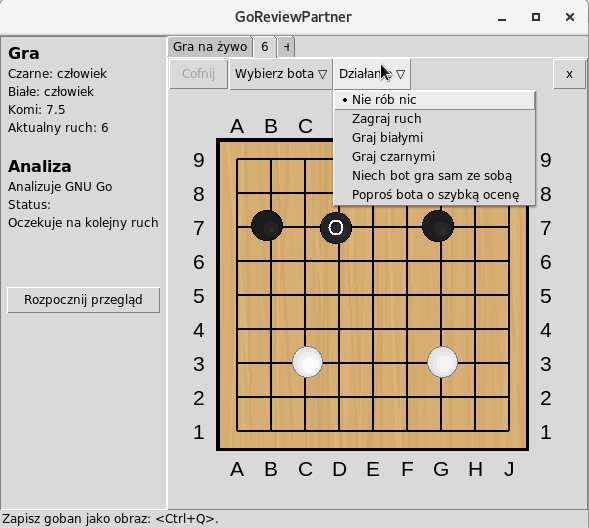 GoReviewPartner
Gra
Czarne: człowiek
Białe: człowiek
Komi: 7.5
Aktualny ruch: 6
Analiza
Analizuje GNU Go
Status:
Oczekuje na kolejny ruch
Rozpocznij przegląd
Gra na żywo 6 +
Cofnij Wybierz bota ▽ Działanie ▽ x
• Nie rób nic
Zagraj ruch
Graj białymi
Graj czarnymi
Niech bot gra sam ze sobą
Poproś bota o szybką ocenę
A B C
9 9
8 8
7 7
6 6
5 5
4 4
3 3
2 2
1 1
A B C D E F G H J
Zapisz goban jako obraz: <Ctrl+Q>.